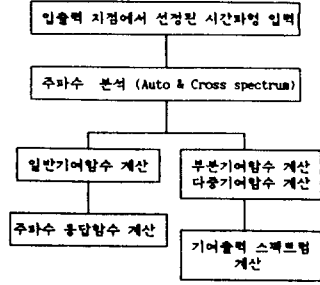 입출력 지점에서 선정된 시간파형 입력
주파수 분석 (Auto & Cross spectrum)
일반기여함수 계산
부분기여함수 계산
다중기여함수 계산
주파수 응답함수 계산
기여출력 스펙트럼
계산